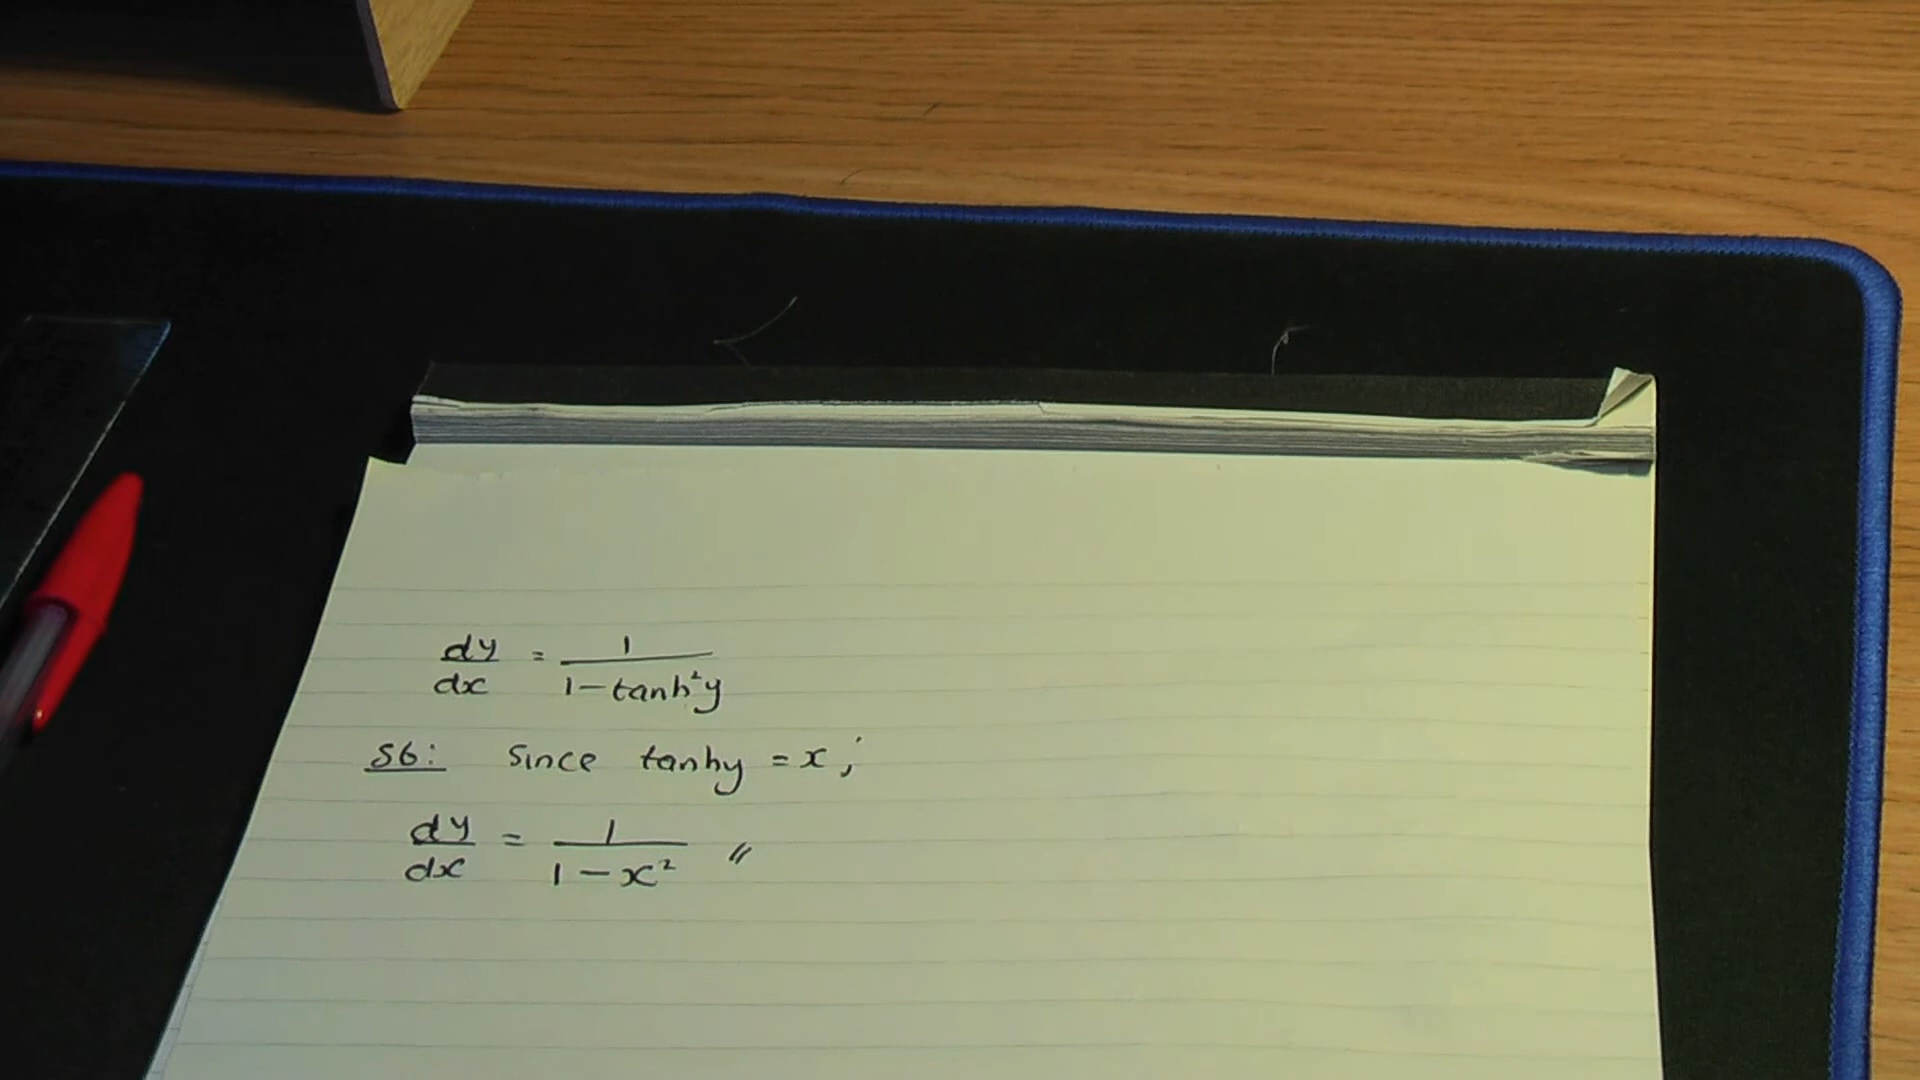 dy/dx = 1/(1-tanh²y)
S6: Since tanhy = x;
dy/dx = 1/(1-x²) //